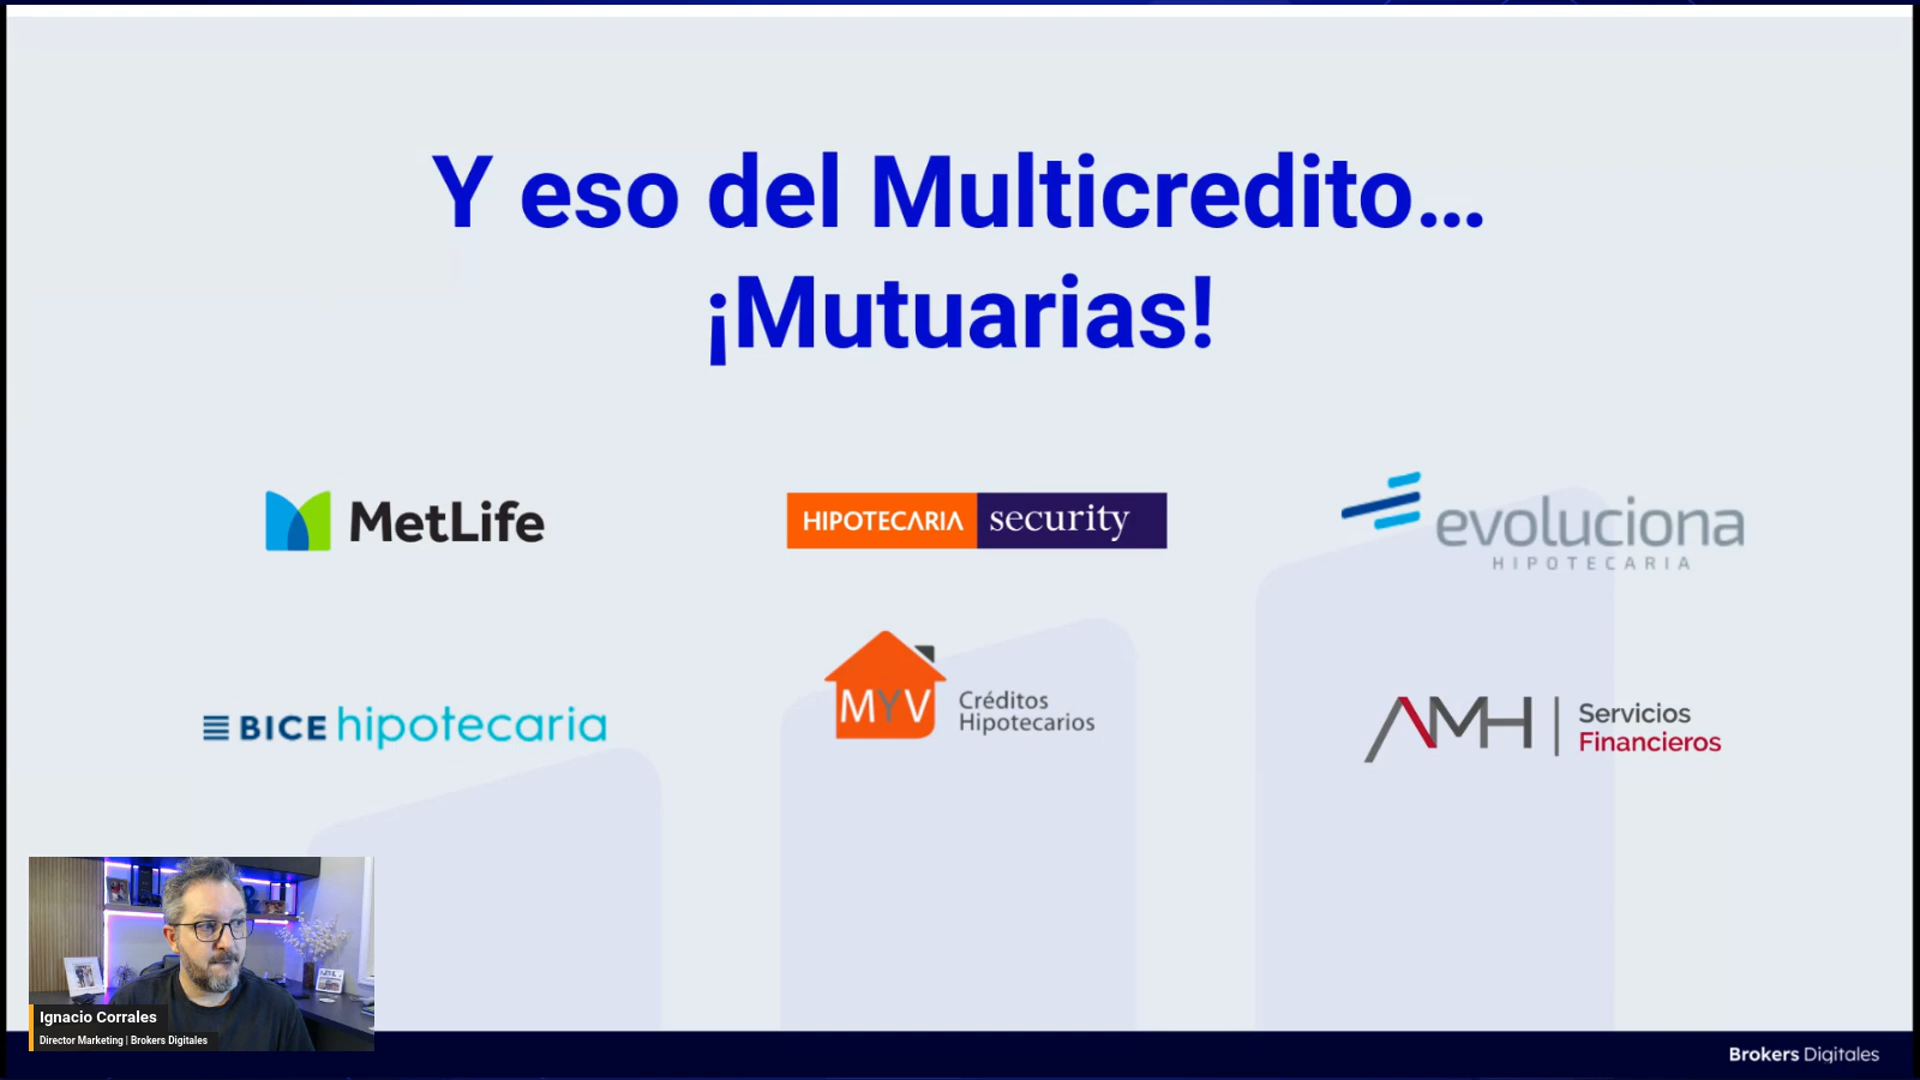 Y eso del Multicredito...
¡Mutuarias!
MetLife
HIPOTECARIA security
evoluciona
HIPOTECARIA
BICE hipotecaria
MYV Créditos
Hipotecarios
AMH Servicios
Financieros
Ignacio Corrales
Director Marketing | Brokers Digitales
Brokers Digitales